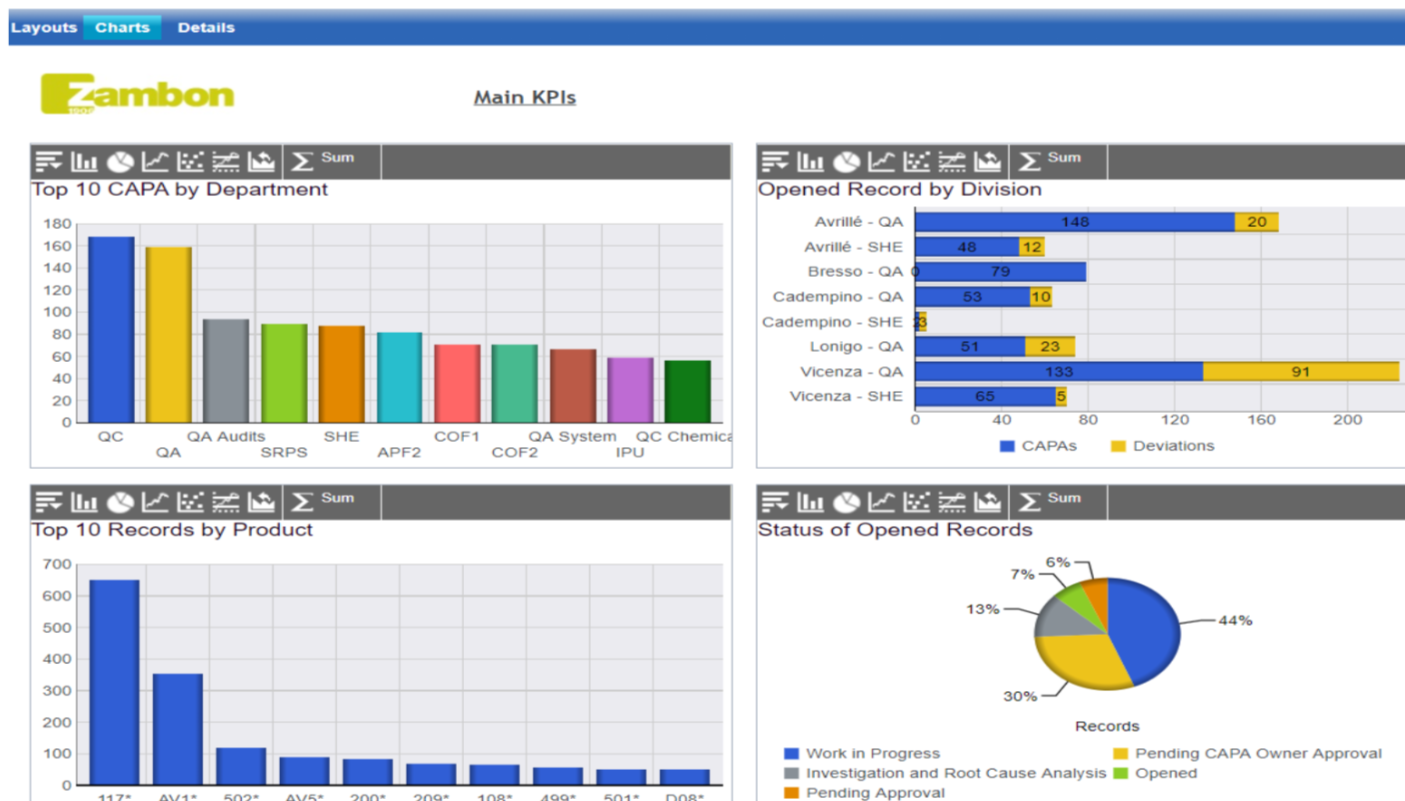 Layouts Charts Details
Zambon
Main KPIs
Sum
Top 10 CAPA by Department
180
160
140
120
100
80
60
40
20
0
QC QA Audits SHE COF1 QA System QC Chemica
QA SRPS APF2 COF2 IPU
Sum
Opened Record by Division
Avrillé - QA 148 20
Avrillé - SHE 48 12
Bresso - QA 0 79
Cadempino - QA 53 10
Cadempino - SHE 2 3
Lonigo - QA 51 23
Vicenza - QA 133 91
Vicenza - SHE 65 5
0 40 80 120 160 200
CAPAs Deviations
Sum
Top 10 Records by Product
700
600
500
400
300
200
100
0
117* AV1* 502* AV5* 200* 209* 108* 499* 501* D08*
Sum
Status of Opened Records
6%
7%
13%
44%
30%
Records
Work in Progress Pending CAPA Owner Approval
Investigation and Root Cause Analysis Opened
Pending Approval